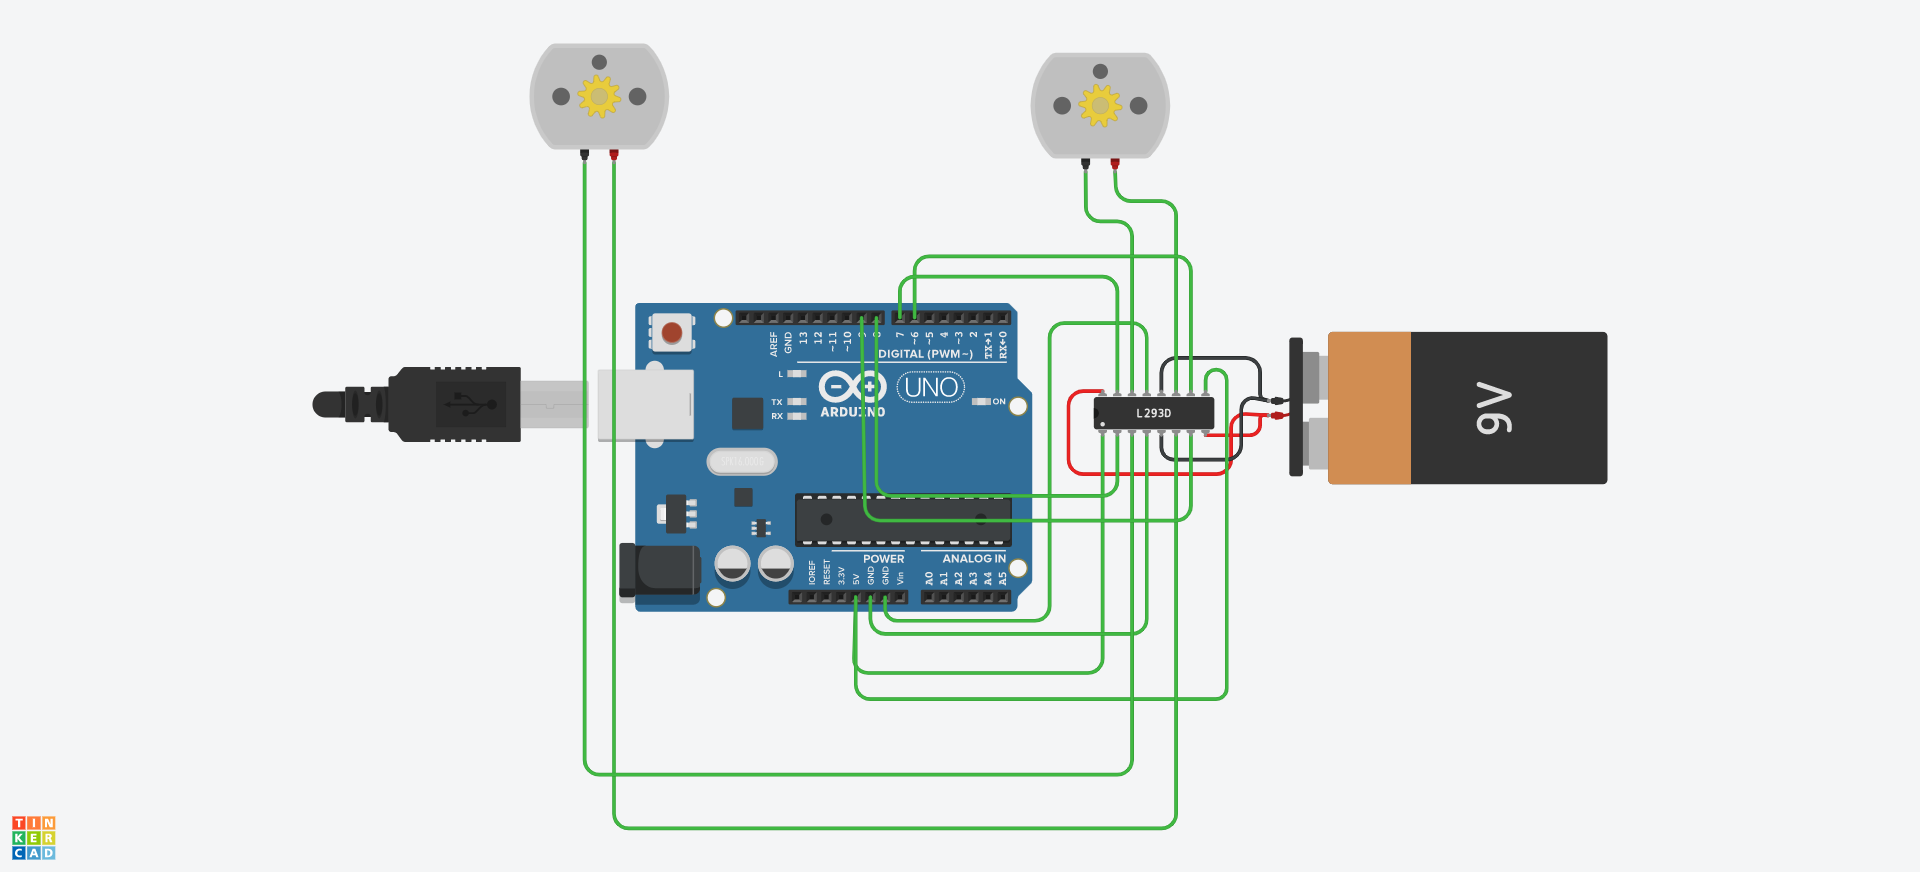 AREF
GND
13
12
~11
~10
7
~6
~5
4
~3
2
TX→1
RX←0
DIGITAL (PWM~)
L
TX
RX
ARDUINO
UNO
ON
L293D
9V
POWER
ANALOG IN
IOREF
RESET
3.3V
5V
GND
GND
Vin
A0
A1
A2
A3
A4
A5
TIN
KER
CAD